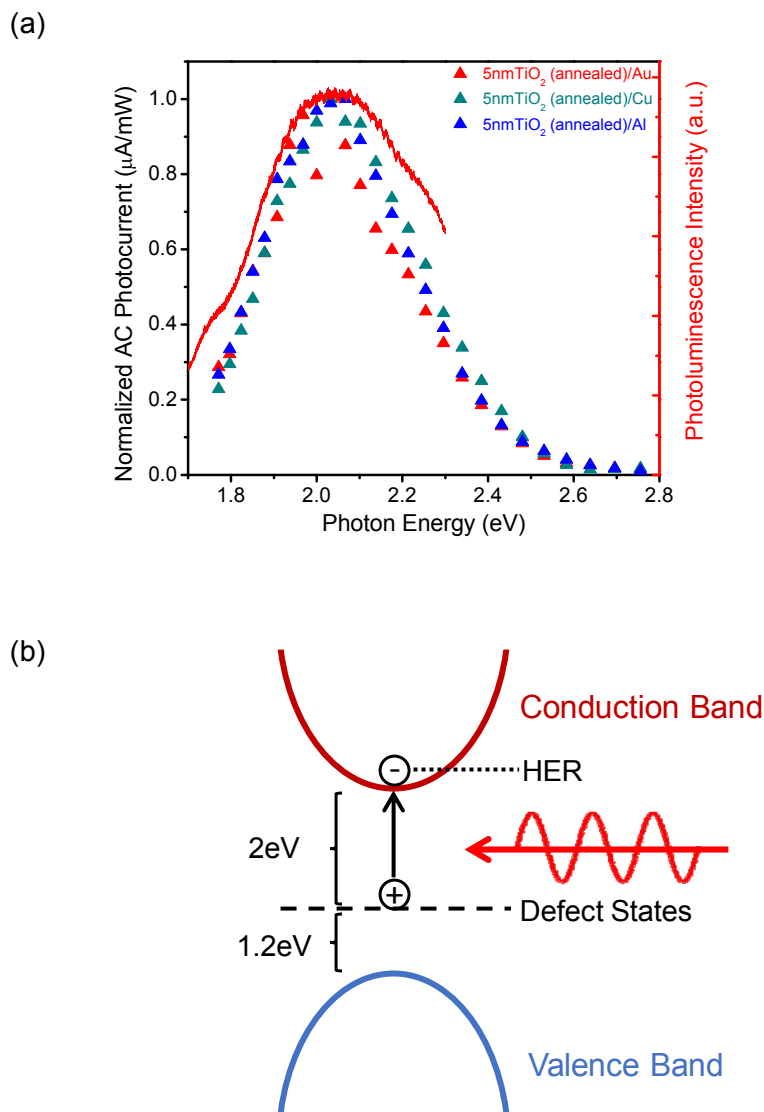 (a)
5nmTiO₂ (annealed)/Au
5nmTiO₂ (annealed)/Cu
5nmTiO₂ (annealed)/Al
Normalized AC Photocurrent (μA/mW)
1.0
0.8
0.6
0.4
0.2
0.0
1.8 2.0 2.2 2.4 2.6 2.8
Photon Energy (eV)
Photoluminescence Intensity (a.u.)
(b)
Conduction Band
-
HER
2eV
+
Defect States
1.2eV
Valence Band